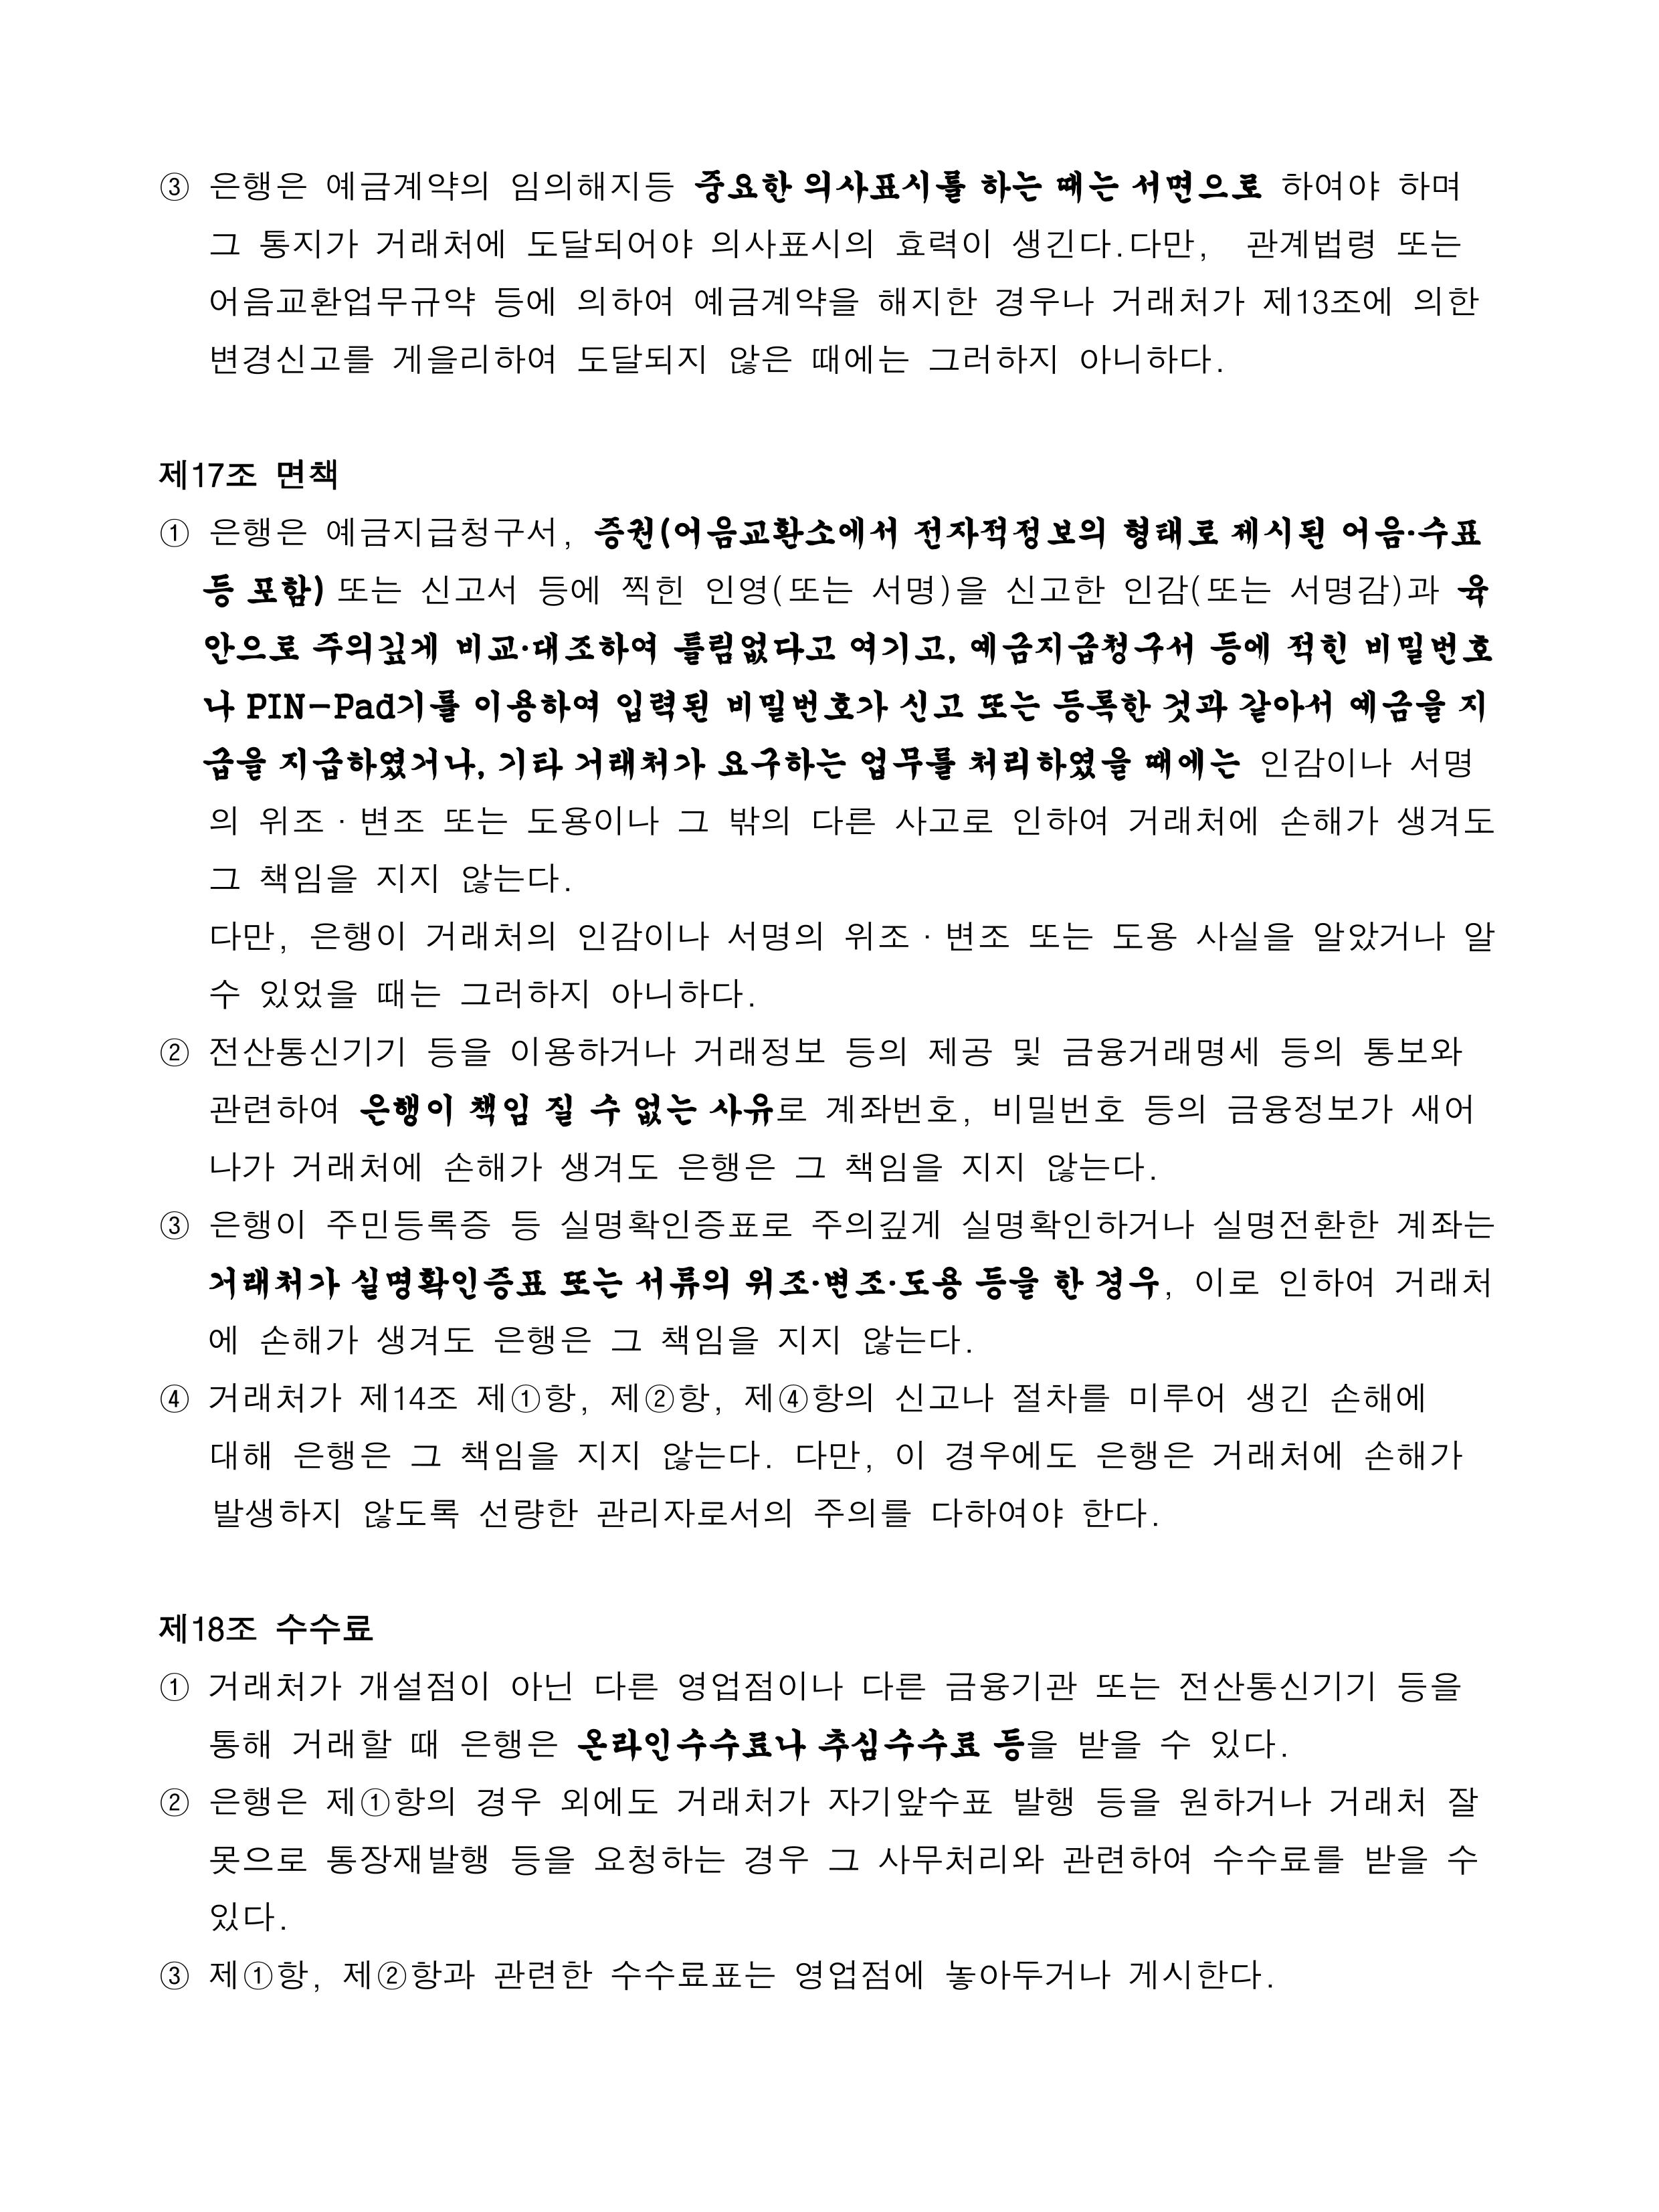 ③ 은행은 예금계약의 임의해지등 중요한 의사표시를 하는 때는 서면으로 하여야 하며
그 통지가 거래처에 도달되어야 의사표시의 효력이 생긴다.다만, 관계법령 또는
어음교환업무규약 등에 의하여 예금계약을 해지한 경우나 거래처가 제13조에 의한
변경신고를 게을리하여 도달되지 않은 때에는 그러하지 아니하다.
제17조 면책
① 은행은 예금지급청구서, 증권(어음교환소에서 전자적정보의 형태로 제시된 어음·수표
등 포함) 또는 신고서 등에 찍힌 인영(또는 서명)을 신고한 인감(또는 서명감)과 육
안으로 주의깊게 비교·대조하여 틀림없다고 여기고, 예금지급청구서 등에 적힌 비밀번호
나 PIN-Pad기를 이용하여 입력된 비밀번호가 신고 또는 등록한 것과 같아서 예금을 지
급을 지급하였거나, 기타 거래처가 요구하는 업무를 처리하였을 때에는 인감이나 서명
의 위조·변조 또는 도용이나 그 밖의 다른 사고로 인하여 거래처에 손해가 생겨도
그 책임을 지지 않는다.
다만, 은행이 거래처의 인감이나 서명의 위조·변조 또는 도용 사실을 알았거나 알
수 있었을 때는 그러하지 아니하다.
② 전산통신기기 등을 이용하거나 거래정보 등의 제공 및 금융거래명세 등의 통보와
관련하여 은행이 책임 질 수 없는 사유로 계좌번호, 비밀번호 등의 금융정보가 새어
나가 거래처에 손해가 생겨도 은행은 그 책임을 지지 않는다.
③ 은행이 주민등록증 등 실명확인증표로 주의깊게 실명확인하거나 실명전환한 계좌는
거래처가 실명확인증표 또는 서류의 위조·변조·도용 등을 한 경우, 이로 인하여 거래처
에 손해가 생겨도 은행은 그 책임을 지지 않는다.
④ 거래처가 제14조 제①항, 제②항, 제④항의 신고나 절차를 미루어 생긴 손해에
대해 은행은 그 책임을 지지 않는다. 다만, 이 경우에도 은행은 거래처에 손해가
발생하지 않도록 선량한 관리자로서의 주의를 다하여야 한다.
제18조 수수료
① 거래처가 개설점이 아닌 다른 영업점이나 다른 금융기관 또는 전산통신기기 등을
통해 거래할 때 은행은 온라인수수료나 추심수수료 등을 받을 수 있다.
② 은행은 제①항의 경우 외에도 거래처가 자기앞수표 발행 등을 원하거나 거래처 잘
못으로 통장재발행 등을 요청하는 경우 그 사무처리와 관련하여 수수료를 받을 수
있다.
③ 제①항, 제②항과 관련한 수수료표는 영업점에 놓아두거나 게시한다.